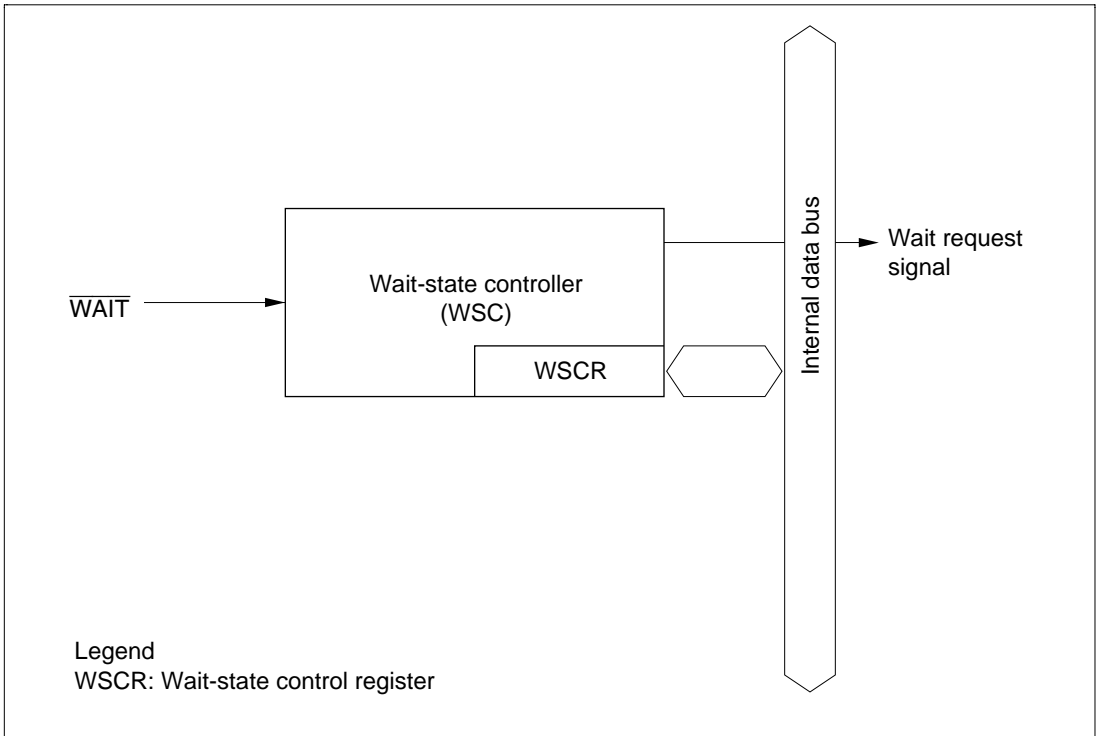 Wait request
signal
Internal data bus
Wait-state controller
(WSC)
WAIT
WSCR
Legend
WSCR: Wait-state control register